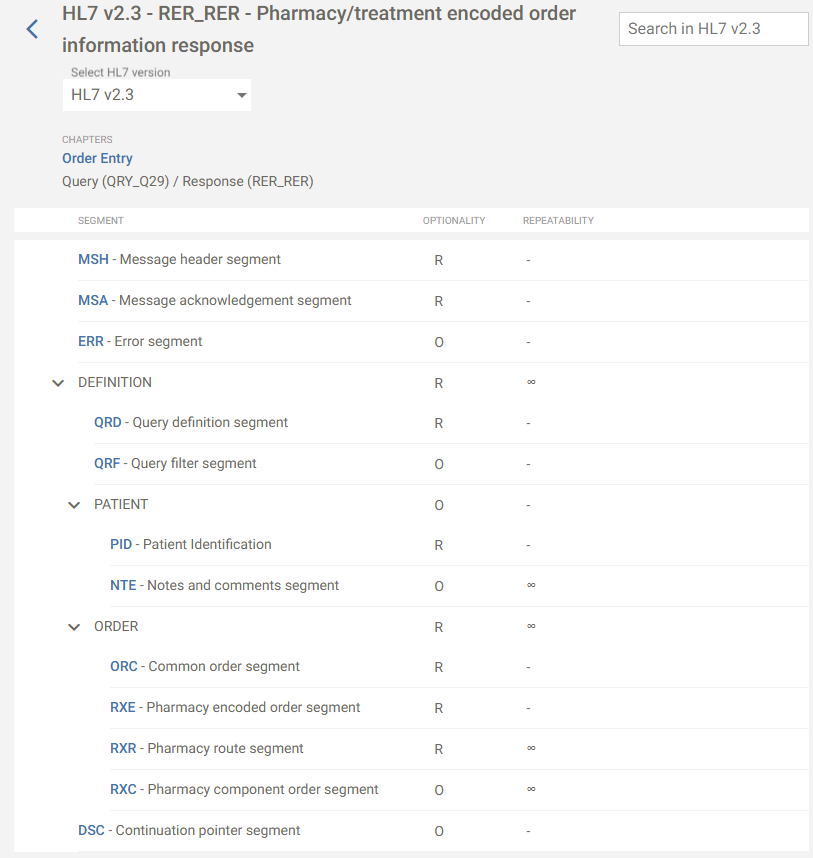 HL7 v2.3 - RER_RER - Pharmacy/treatment encoded order
information response
Search in HL7 v2.3
Select HL7 version
HL7 v2.3
CHAPTERS
Order Entry
Query (QRY_Q29) / Response (RER_RER)
SEGMENT OPTIONALITY REPEATABILITY
MSH - Message header segment R -
MSA - Message acknowledgement segment R -
ERR - Error segment O -
DEFINITION R ∞
QRD - Query definition segment R -
QRF - Query filter segment O -
PATIENT O -
PID - Patient Identification R -
NTE - Notes and comments segment O ∞
ORDER R ∞
ORC - Common order segment R -
RXE - Pharmacy encoded order segment R -
RXR - Pharmacy route segment R ∞
RXC - Pharmacy component order segment O ∞
DSC - Continuation pointer segment O -